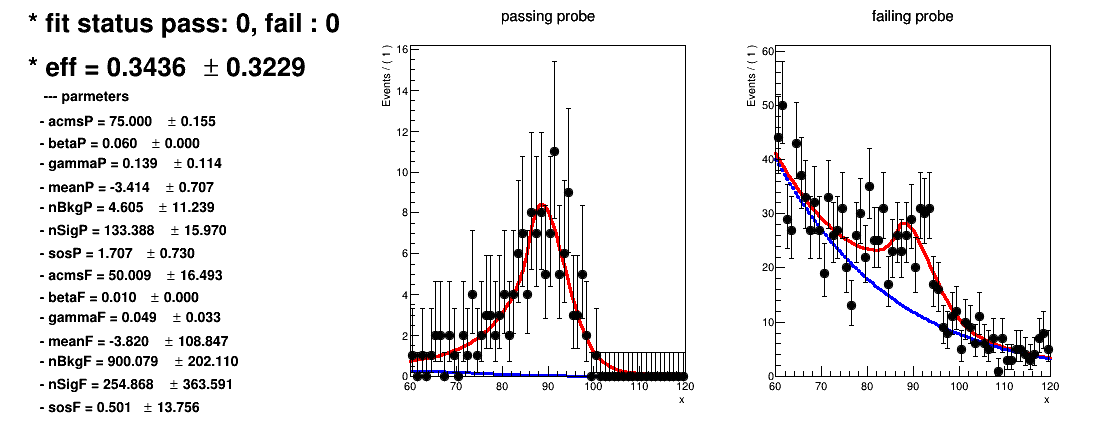 * fit status pass: 0, fail : 0
* eff = 0.3436 ± 0.3229
--- parmeters
- acmsP = 75.000 ± 0.155
- betaP = 0.060 ± 0.000
- gammaP = 0.139 ± 0.114
- meanP = -3.414 ± 0.707
- nBkgP = 4.605 ± 11.239
- nSigP = 133.388 ± 15.970
- sosP = 1.707 ± 0.730
- acmsF = 50.009 ± 16.493
- betaF = 0.010 ± 0.000
- gammaF = 0.049 ± 0.033
- meanF = -3.820 ± 108.847
- nBkgF = 900.079 ± 202.110
- nSigF = 254.868 ± 363.591
- sosF = 0.501 ± 13.756
passing probe
Events / ( 1 )
16
14
12
10
8
6
4
2
0
60 70 80 90 100 110 120
x
failing probe
Events / ( 1 )
60
50
40
30
20
10
0
60 70 80 90 100 110 120
x